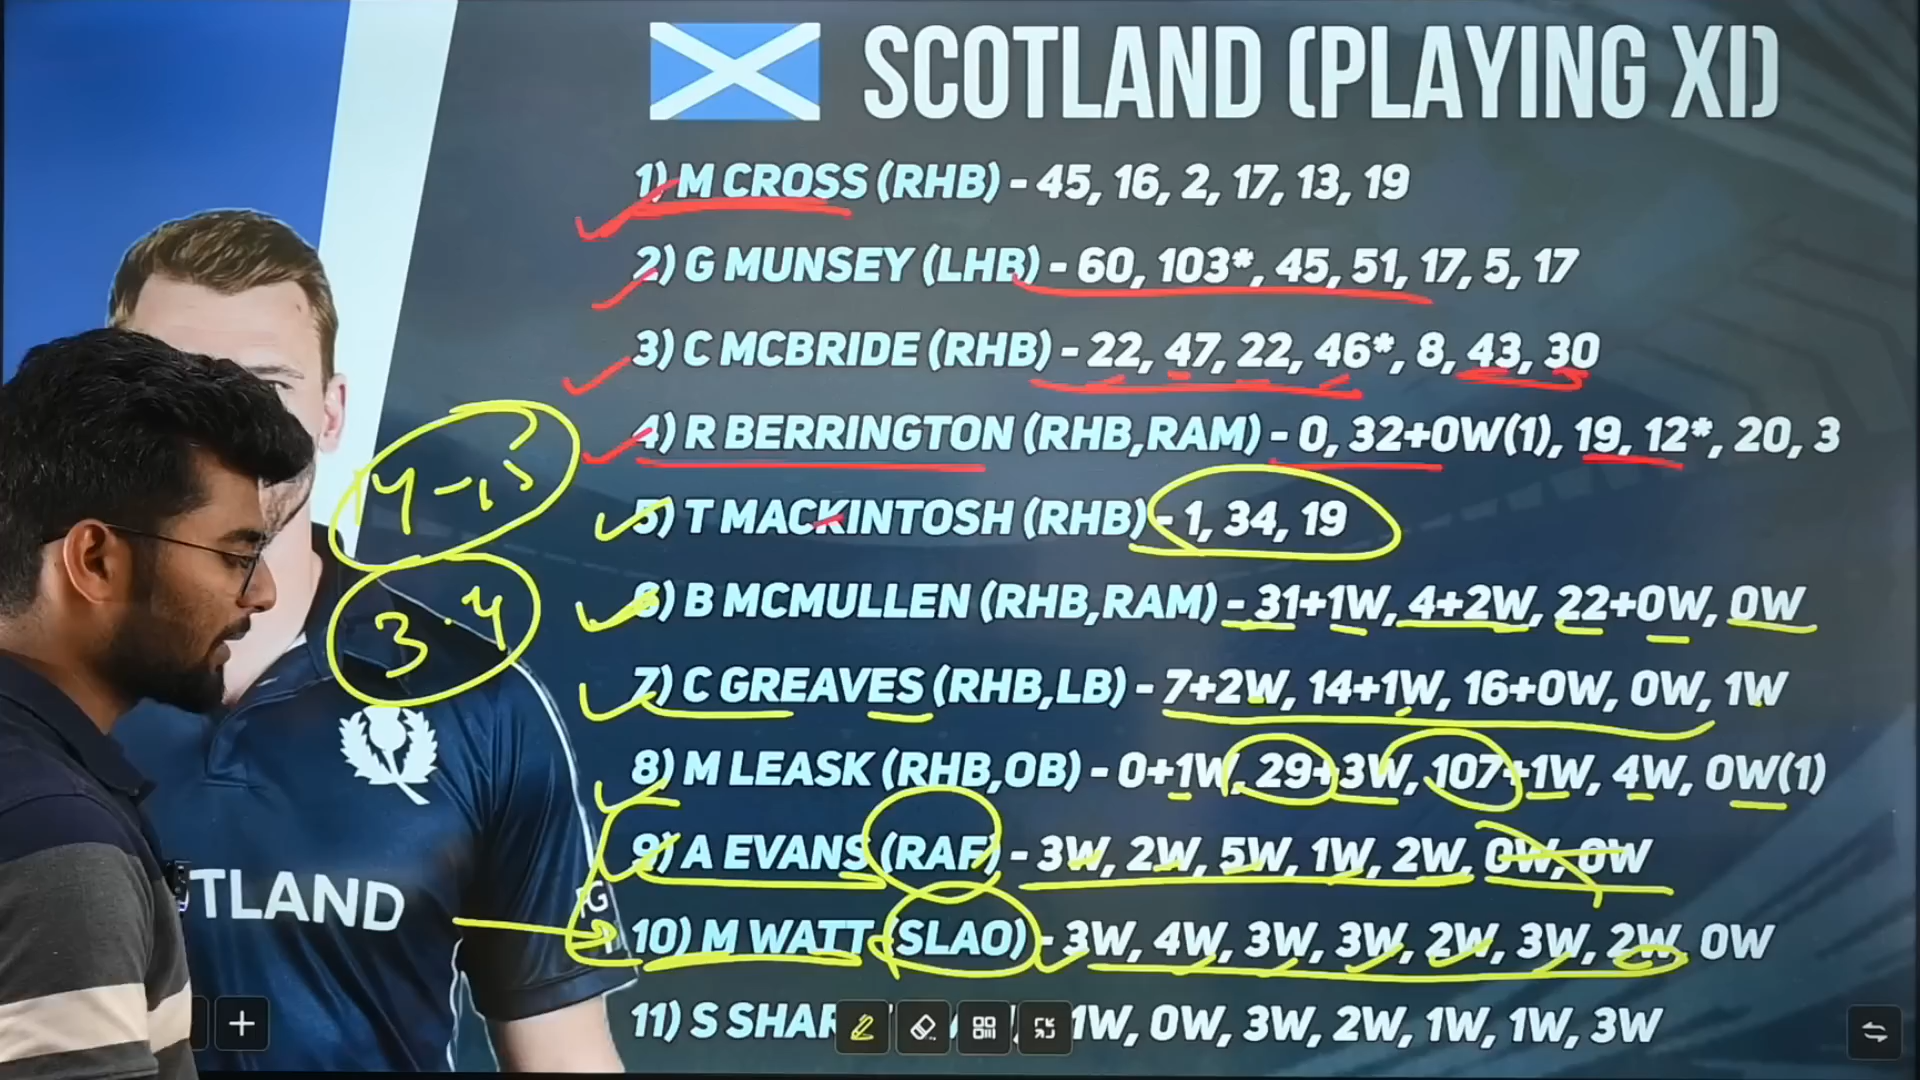 SCOTLAND (PLAYING XI)
1) M CROSS (RHB) - 45, 16, 2, 17, 13, 19
2) G MUNSEY (LHB) - 60, 103*, 45, 51, 17, 5, 17
3) C MCBRIDE (RHB) - 22, 47, 22, 46*, 8, 43, 30
4) R BERRINGTON (RHB,RAM) - 0, 32+0W(1), 19, 12*, 20, 3
5) T MACKINTOSH (RHB) - 1, 34, 19
6) B MCMULLEN (RHB,RAM) - 31+1W, 4+2W, 22+0W, 0W
3.4
7) C GREAVES (RHB,LB) - 7+2W, 14+1W, 16+0W, 0W, 1W
8) M LEASK (RHB,OB) - 0+1W, 29+3W, 107+1W, 4W, 0W(1)
9) A EVANS (RAF) - 3W, 2W, 5W, 1W, 2W, 0W, 0W
TLAND
10) M WATT (SLAO) - 3W, 4W, 3W, 3W, 2W, 3W, 2W, 0W
11) S SHAR 1W, 0W, 3W, 2W, 1W, 1W, 3W